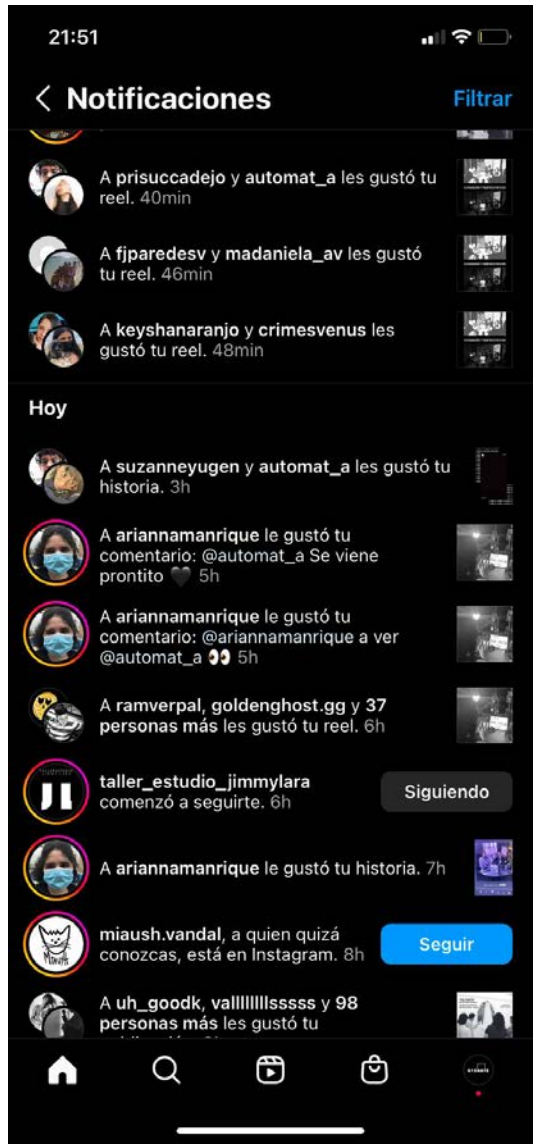 21:51
Notificaciones
Filtrar
A prisuccadejo y automat_a les gustó tu
reel. 40min
A fjparedesv y madaniela_av les gustó
tu reel. 46min
A keyshanaranjo y crimesvenus les
gustó tu reel. 48min
Hoy
A suzanneyugen y automat_a les gustó tu
historia. 3h
A ariannamanrique le gustó tu
comentario: @automat_a Se viene
prontito 🖤 5h
A ariannamanrique le gustó tu
comentario: @ariannamanrique a ver
@automat_a 👀 5h
A ramverpal, goldenghost.gg y 37
personas más les gustó tu reel. 6h
taller_estudio_jimmylara
comenzó a seguirte. 6h
Siguiendo
A ariannamanrique le gustó tu historia. 7h
miaush.vandal, a quien quizá
conozcas, está en Instagram. 8h
Seguir
A uh_goodk, vallllllllsssss y 98
personas más les gustó tu